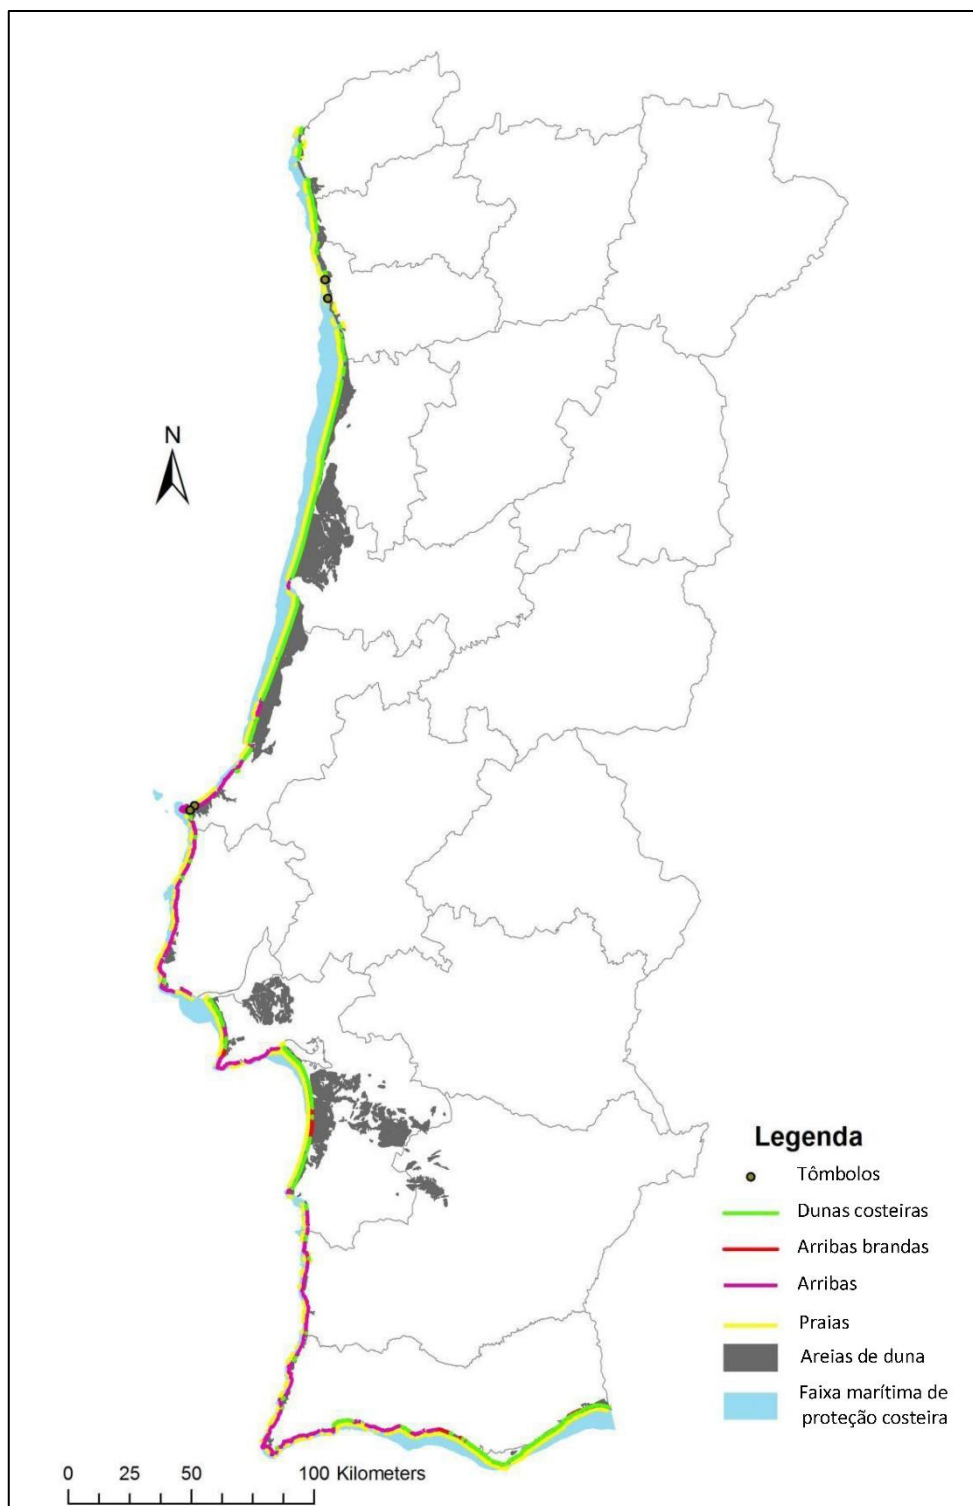 N
Legenda
Tômbolos
Dunas costeiras
Arribas brandas
Arribas
Praias
Areias de duna
Faixa marítima de
proteção costeira
0 25 50 100 Kilometers